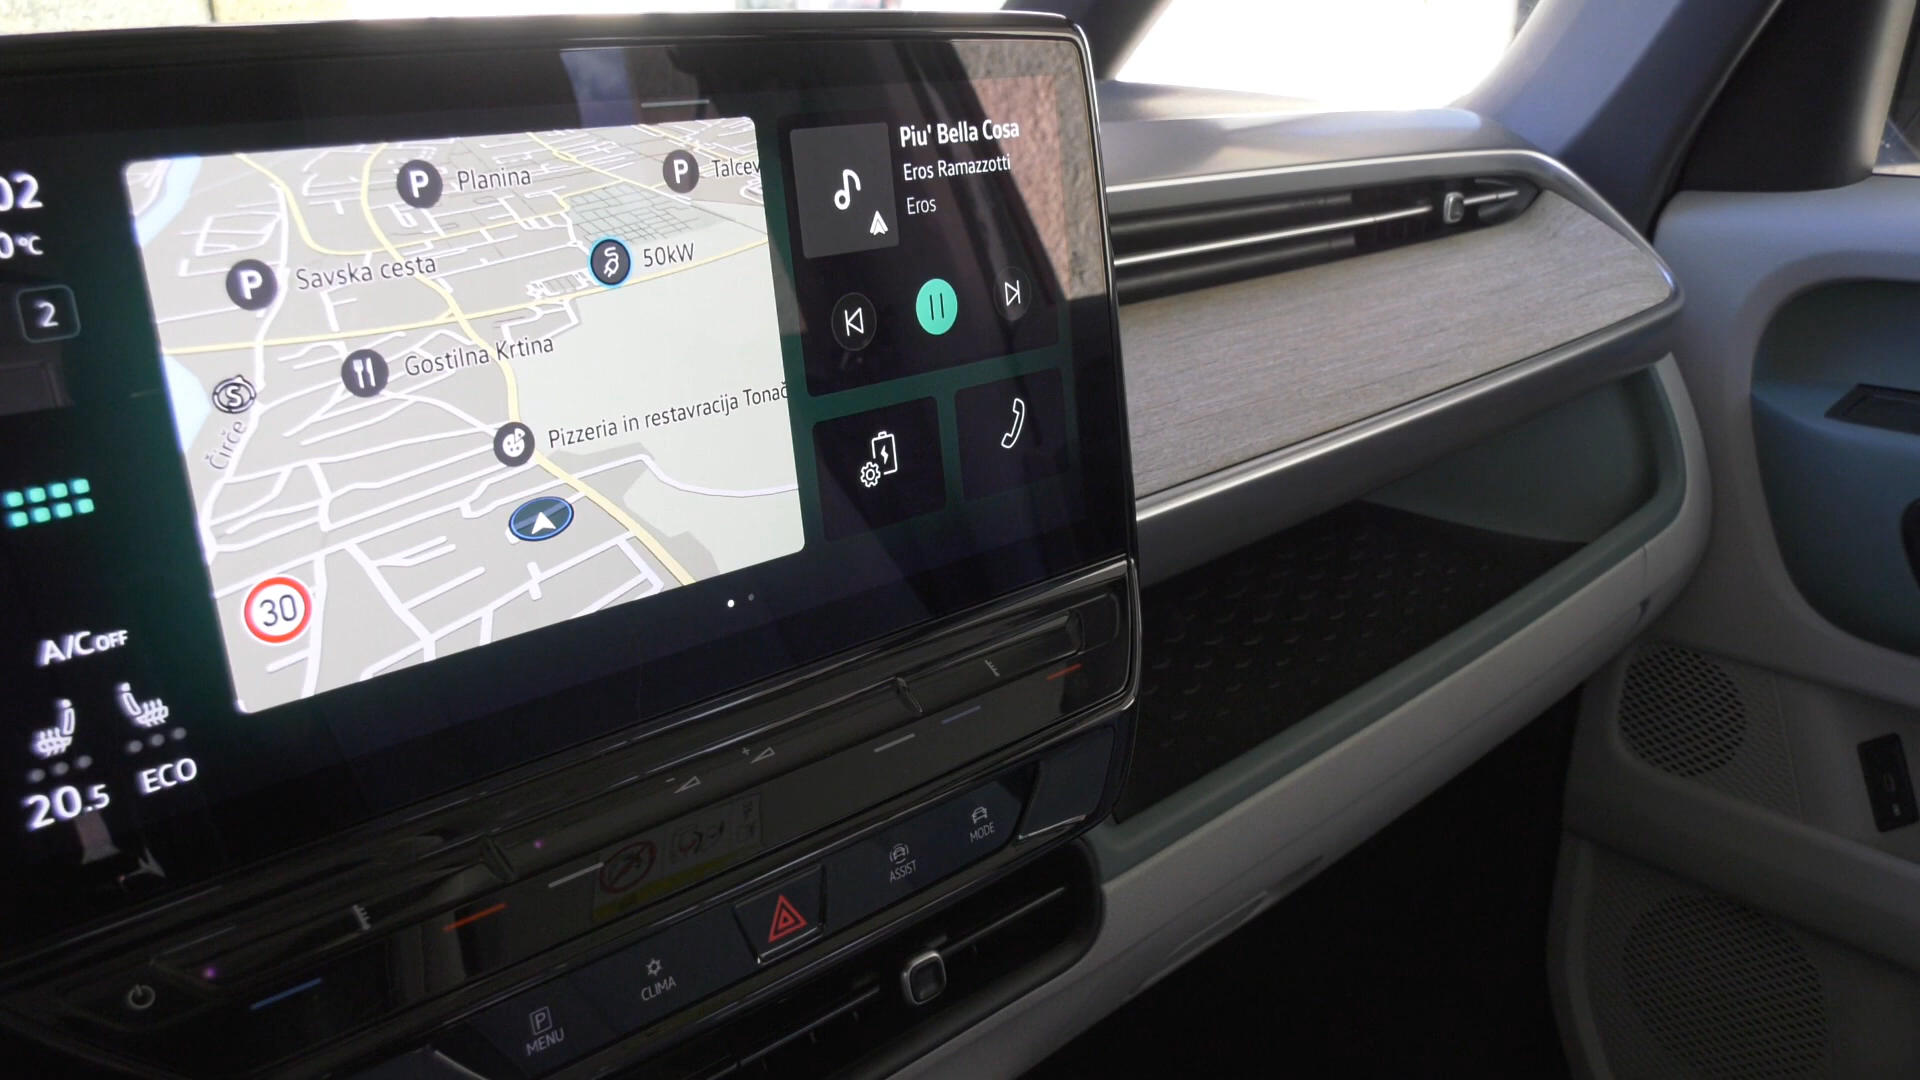 02
0°C
2
A/C OFF
20.5
ECO
P Planina
P Talcev
P Savska cesta
50kW
Gostilna Krtina
S
Čirče
Pizzeria in restavracija Tonač
30
Piu' Bella Cosa
Eros Ramazzotti
Eros
P
MENU
CLIMA
ASSIST
MODE